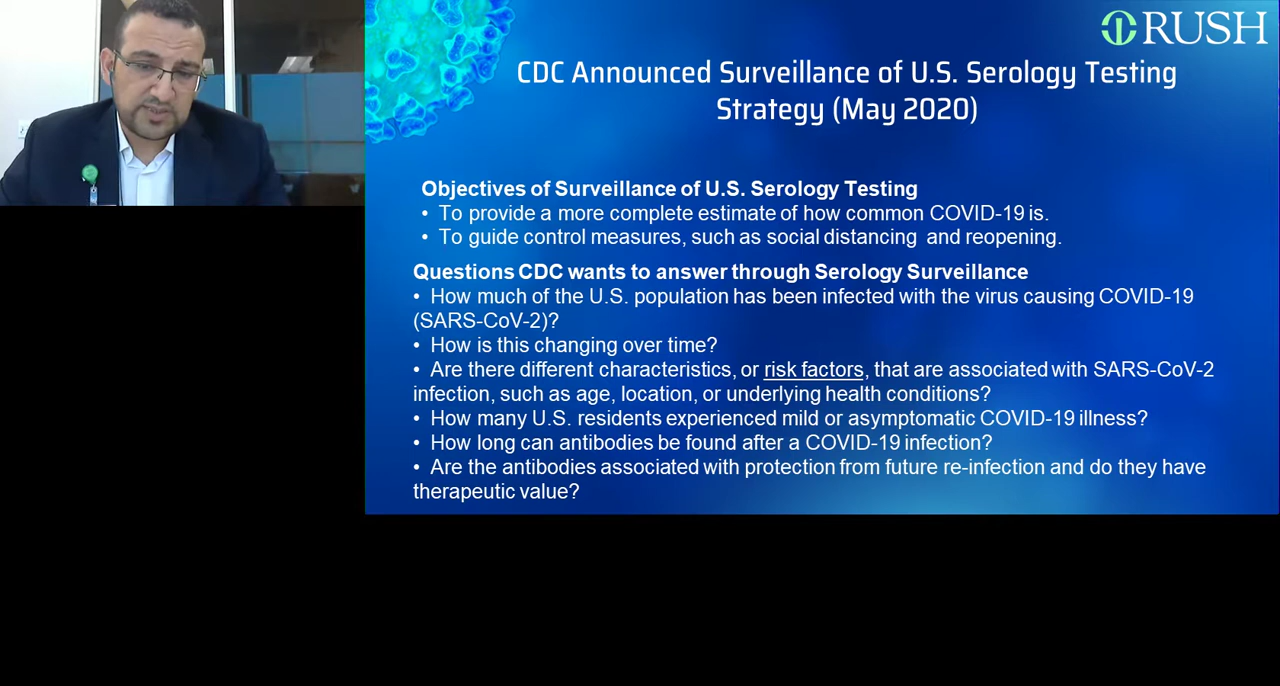 RUSH
CDC Announced Surveillance of U.S. Serology Testing
Strategy (May 2020)
Objectives of Surveillance of U.S. Serology Testing
• To provide a more complete estimate of how common COVID-19 is.
• To guide control measures, such as social distancing and reopening.
Questions CDC wants to answer through Serology Surveillance
• How much of the U.S. population has been infected with the virus causing COVID-19
(SARS-CoV-2)?
• How is this changing over time?
• Are there different characteristics, or risk factors, that are associated with SARS-CoV-2
infection, such as age, location, or underlying health conditions?
• How many U.S. residents experienced mild or asymptomatic COVID-19 illness?
• How long can antibodies be found after a COVID-19 infection?
• Are the antibodies associated with protection from future re-infection and do they have
therapeutic value?